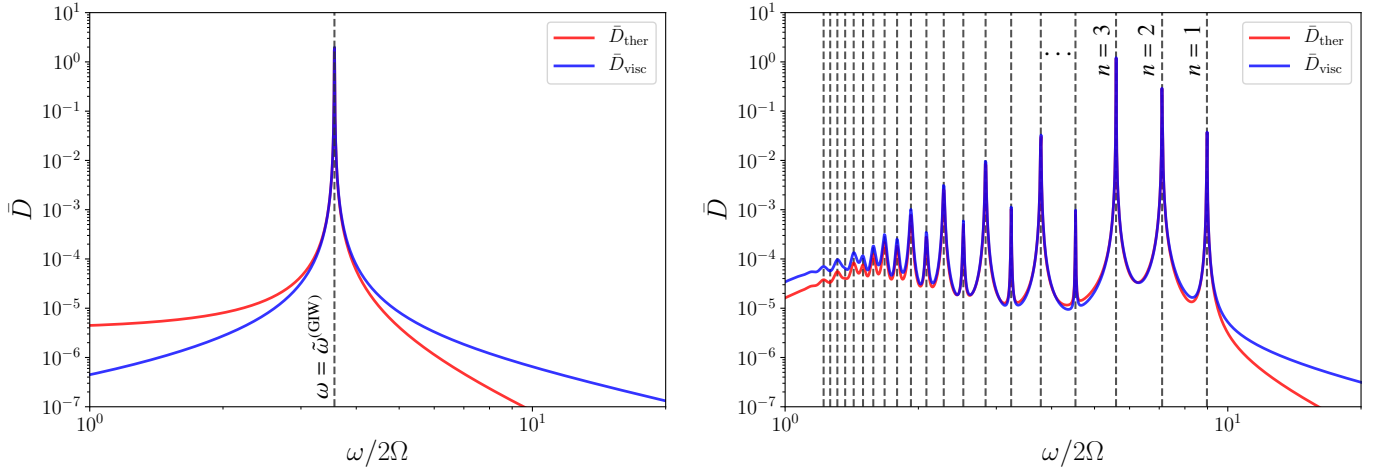 10^1
10^0
10^{-1}
10^{-2}
10^{-3}
10^{-4}
10^{-5}
10^{-6}
10^{-7}
D̄
D̄_ther
D̄_visc
ω = ω̃^(GIW)
10^0
10^1
ω/2Ω
10^1
10^0
10^{-1}
10^{-2}
10^{-3}
10^{-4}
10^{-5}
10^{-6}
10^{-7}
D̄
...
n = 3
n = 2
n = 1
D̄_ther
D̄_visc
10^0
10^1
ω/2Ω